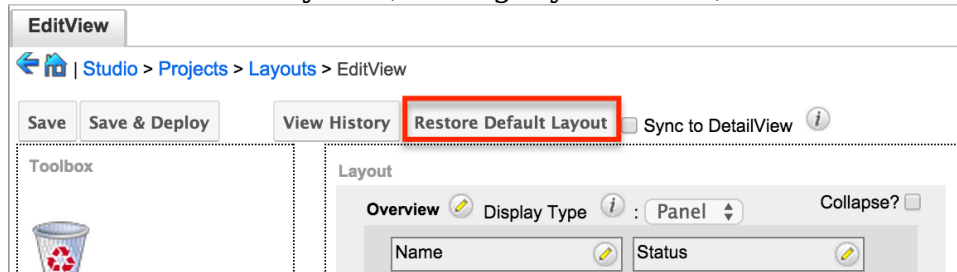 EditView
| Studio > Projects > Layouts > EditView
Save Save & Deploy View History Restore Default Layout Sync to DetailView i
Toolbox
Layout
Overview Display Type i : Panel Collapse?
Name Status